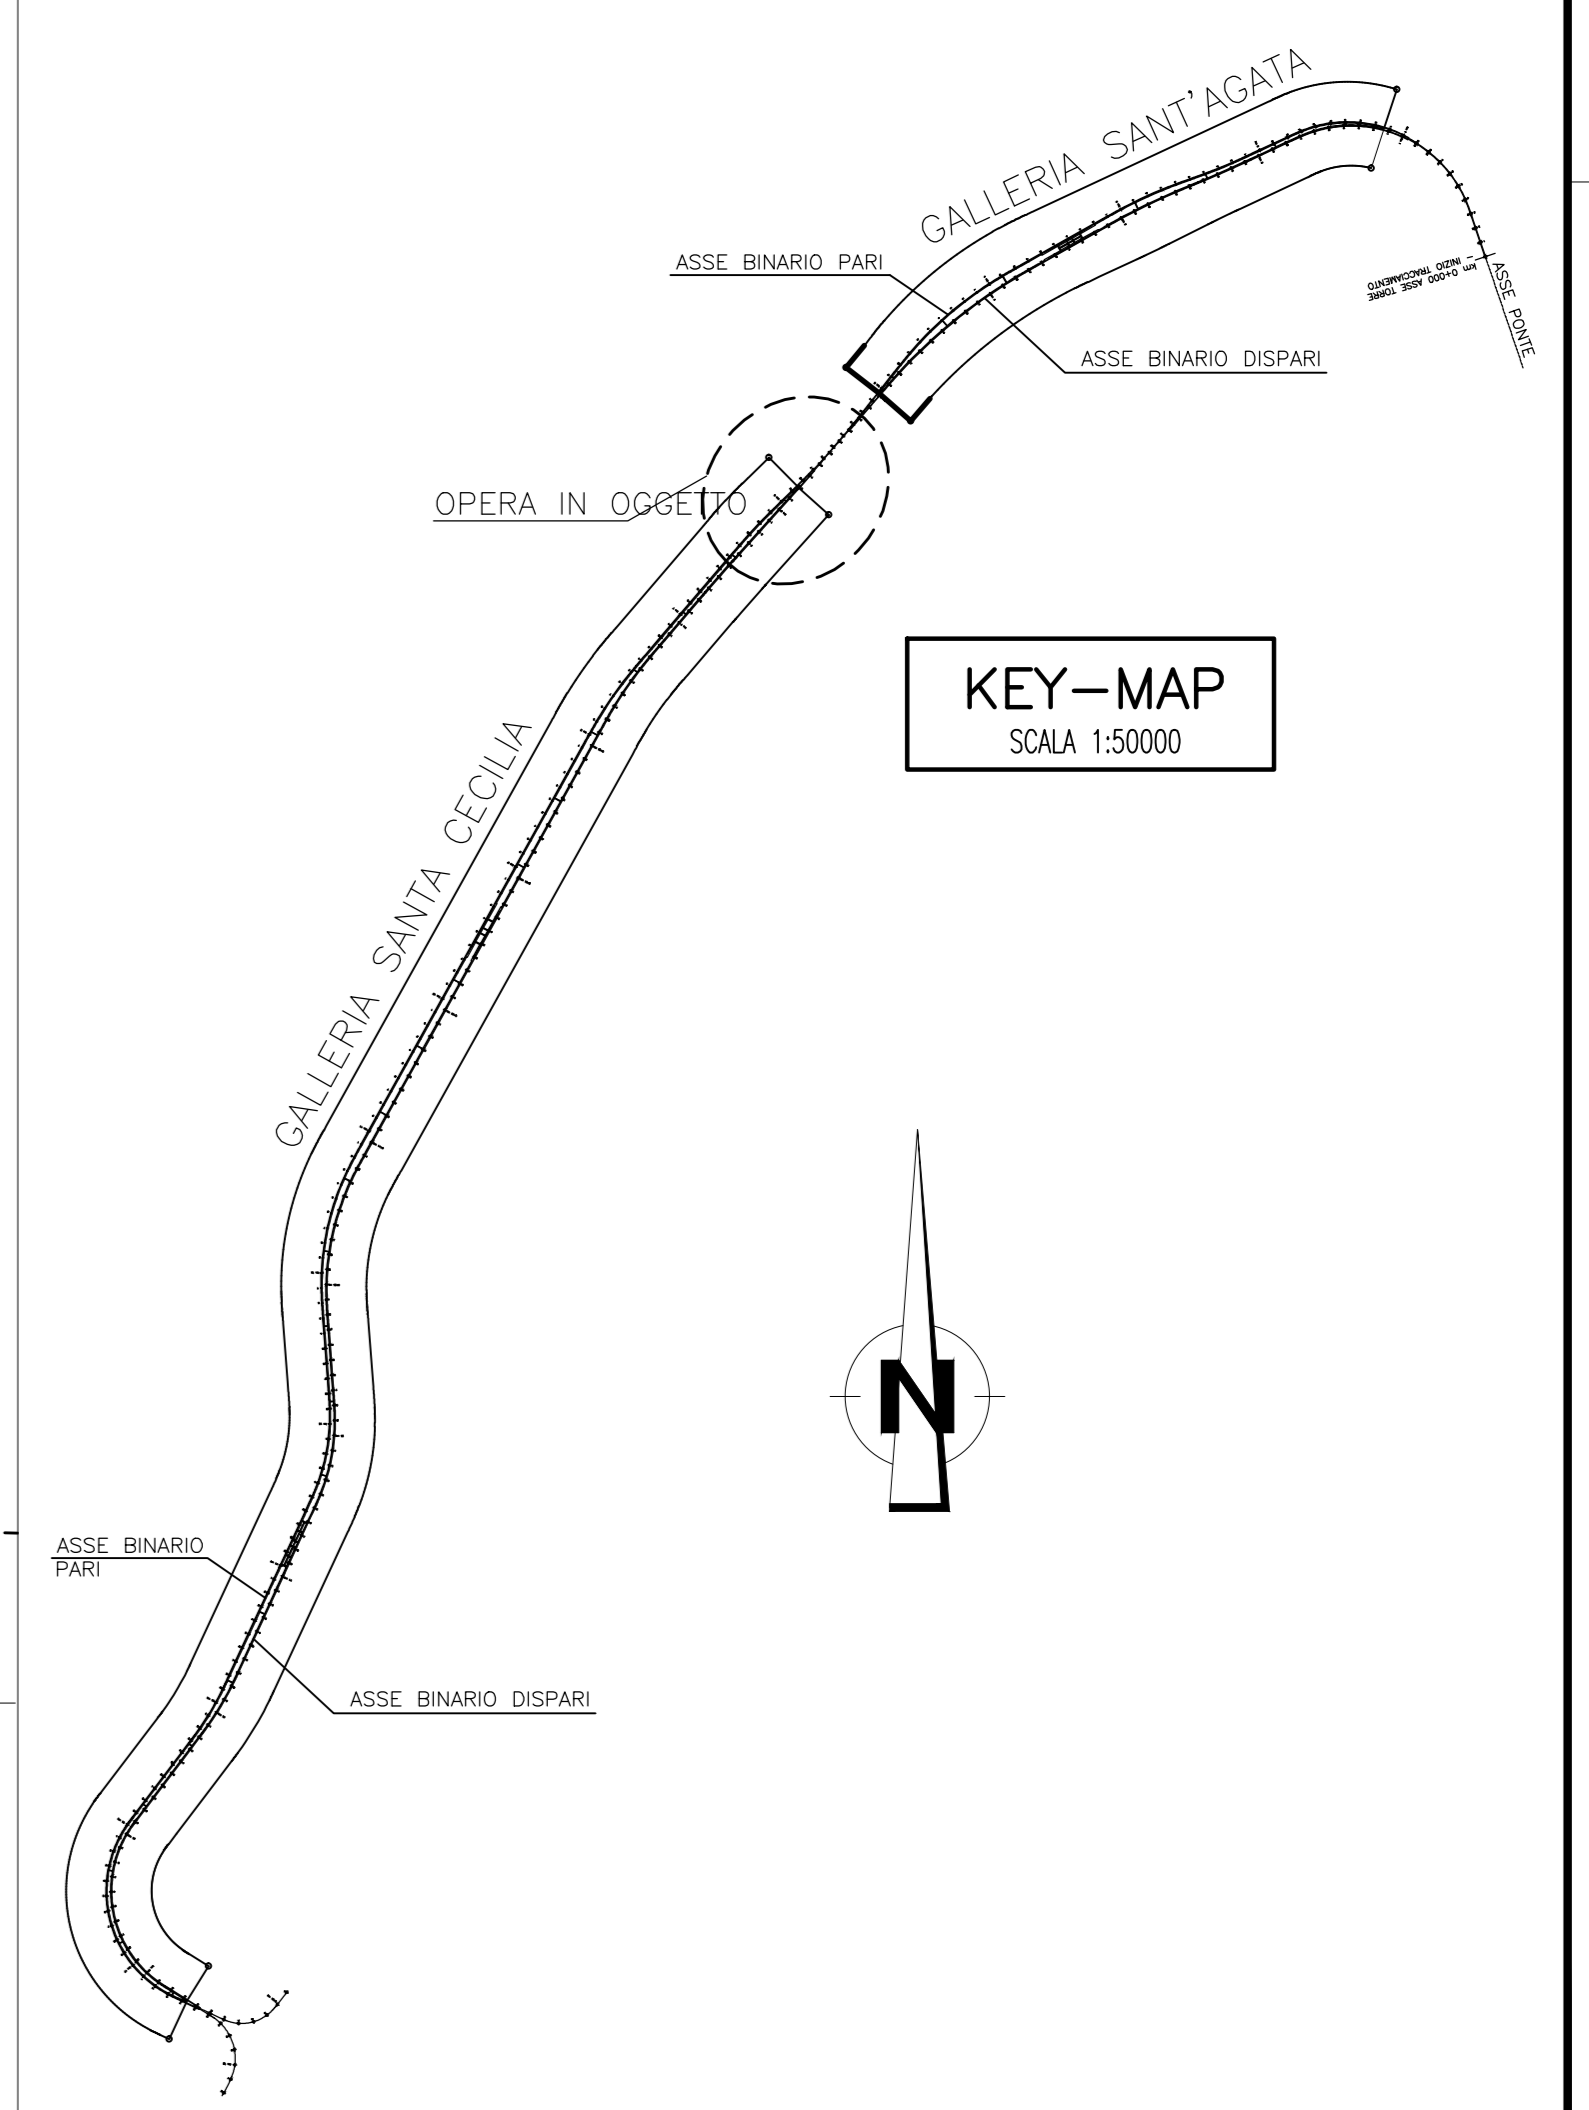 GALLERIA SANT'AGATA
ASSE BINARIO PARI
km 0+000 ASSE TORRE
- INIZIO TRACCIAMENTO
ASSE PONTE
ASSE BINARIO DISPARI
OPERA IN OGGETTO
KEY-MAP
SCALA 1:50000
GALLERIA SANTA CECILIA
N
ASSE BINARIO
PARI
ASSE BINARIO DISPARI